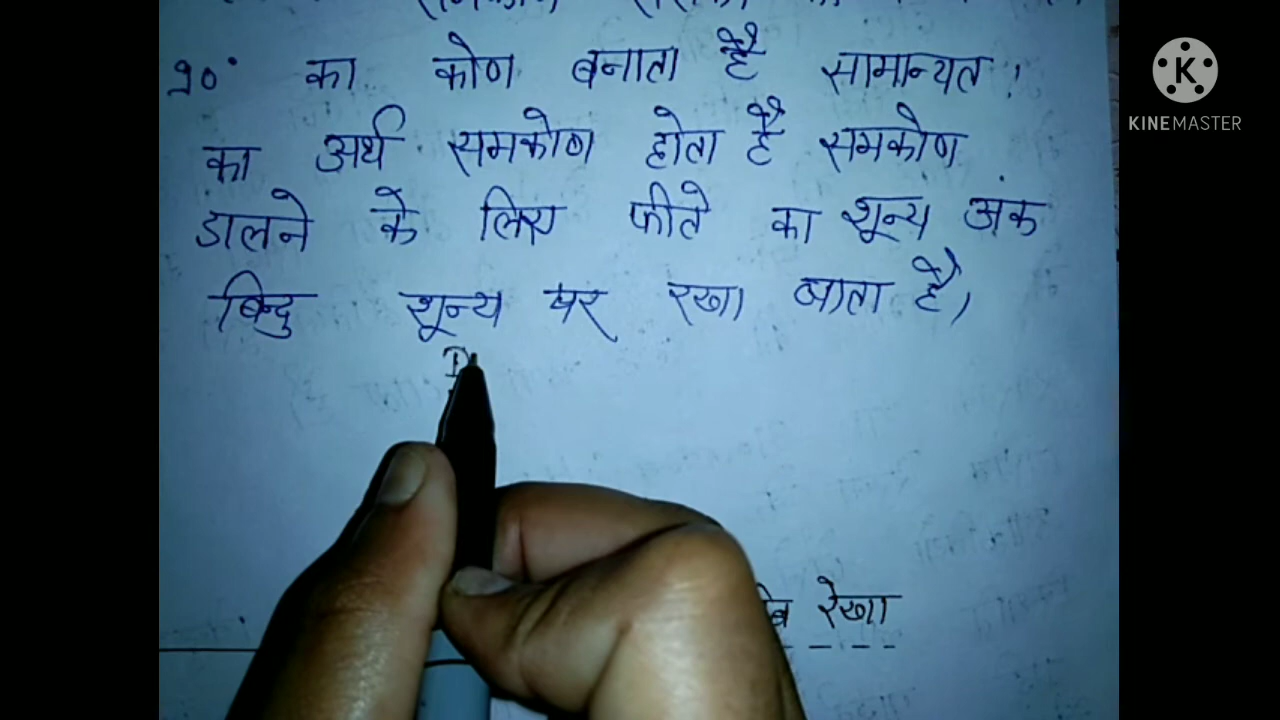 90° का कोण बनाता है सामान्यत:
का अर्थ समकोण होता है समकोण
डालने के लिए फीते का शून्य अंक
बिन्दु शून्य पर रखा जाता है,
D
रेखा
K
KINEMASTER